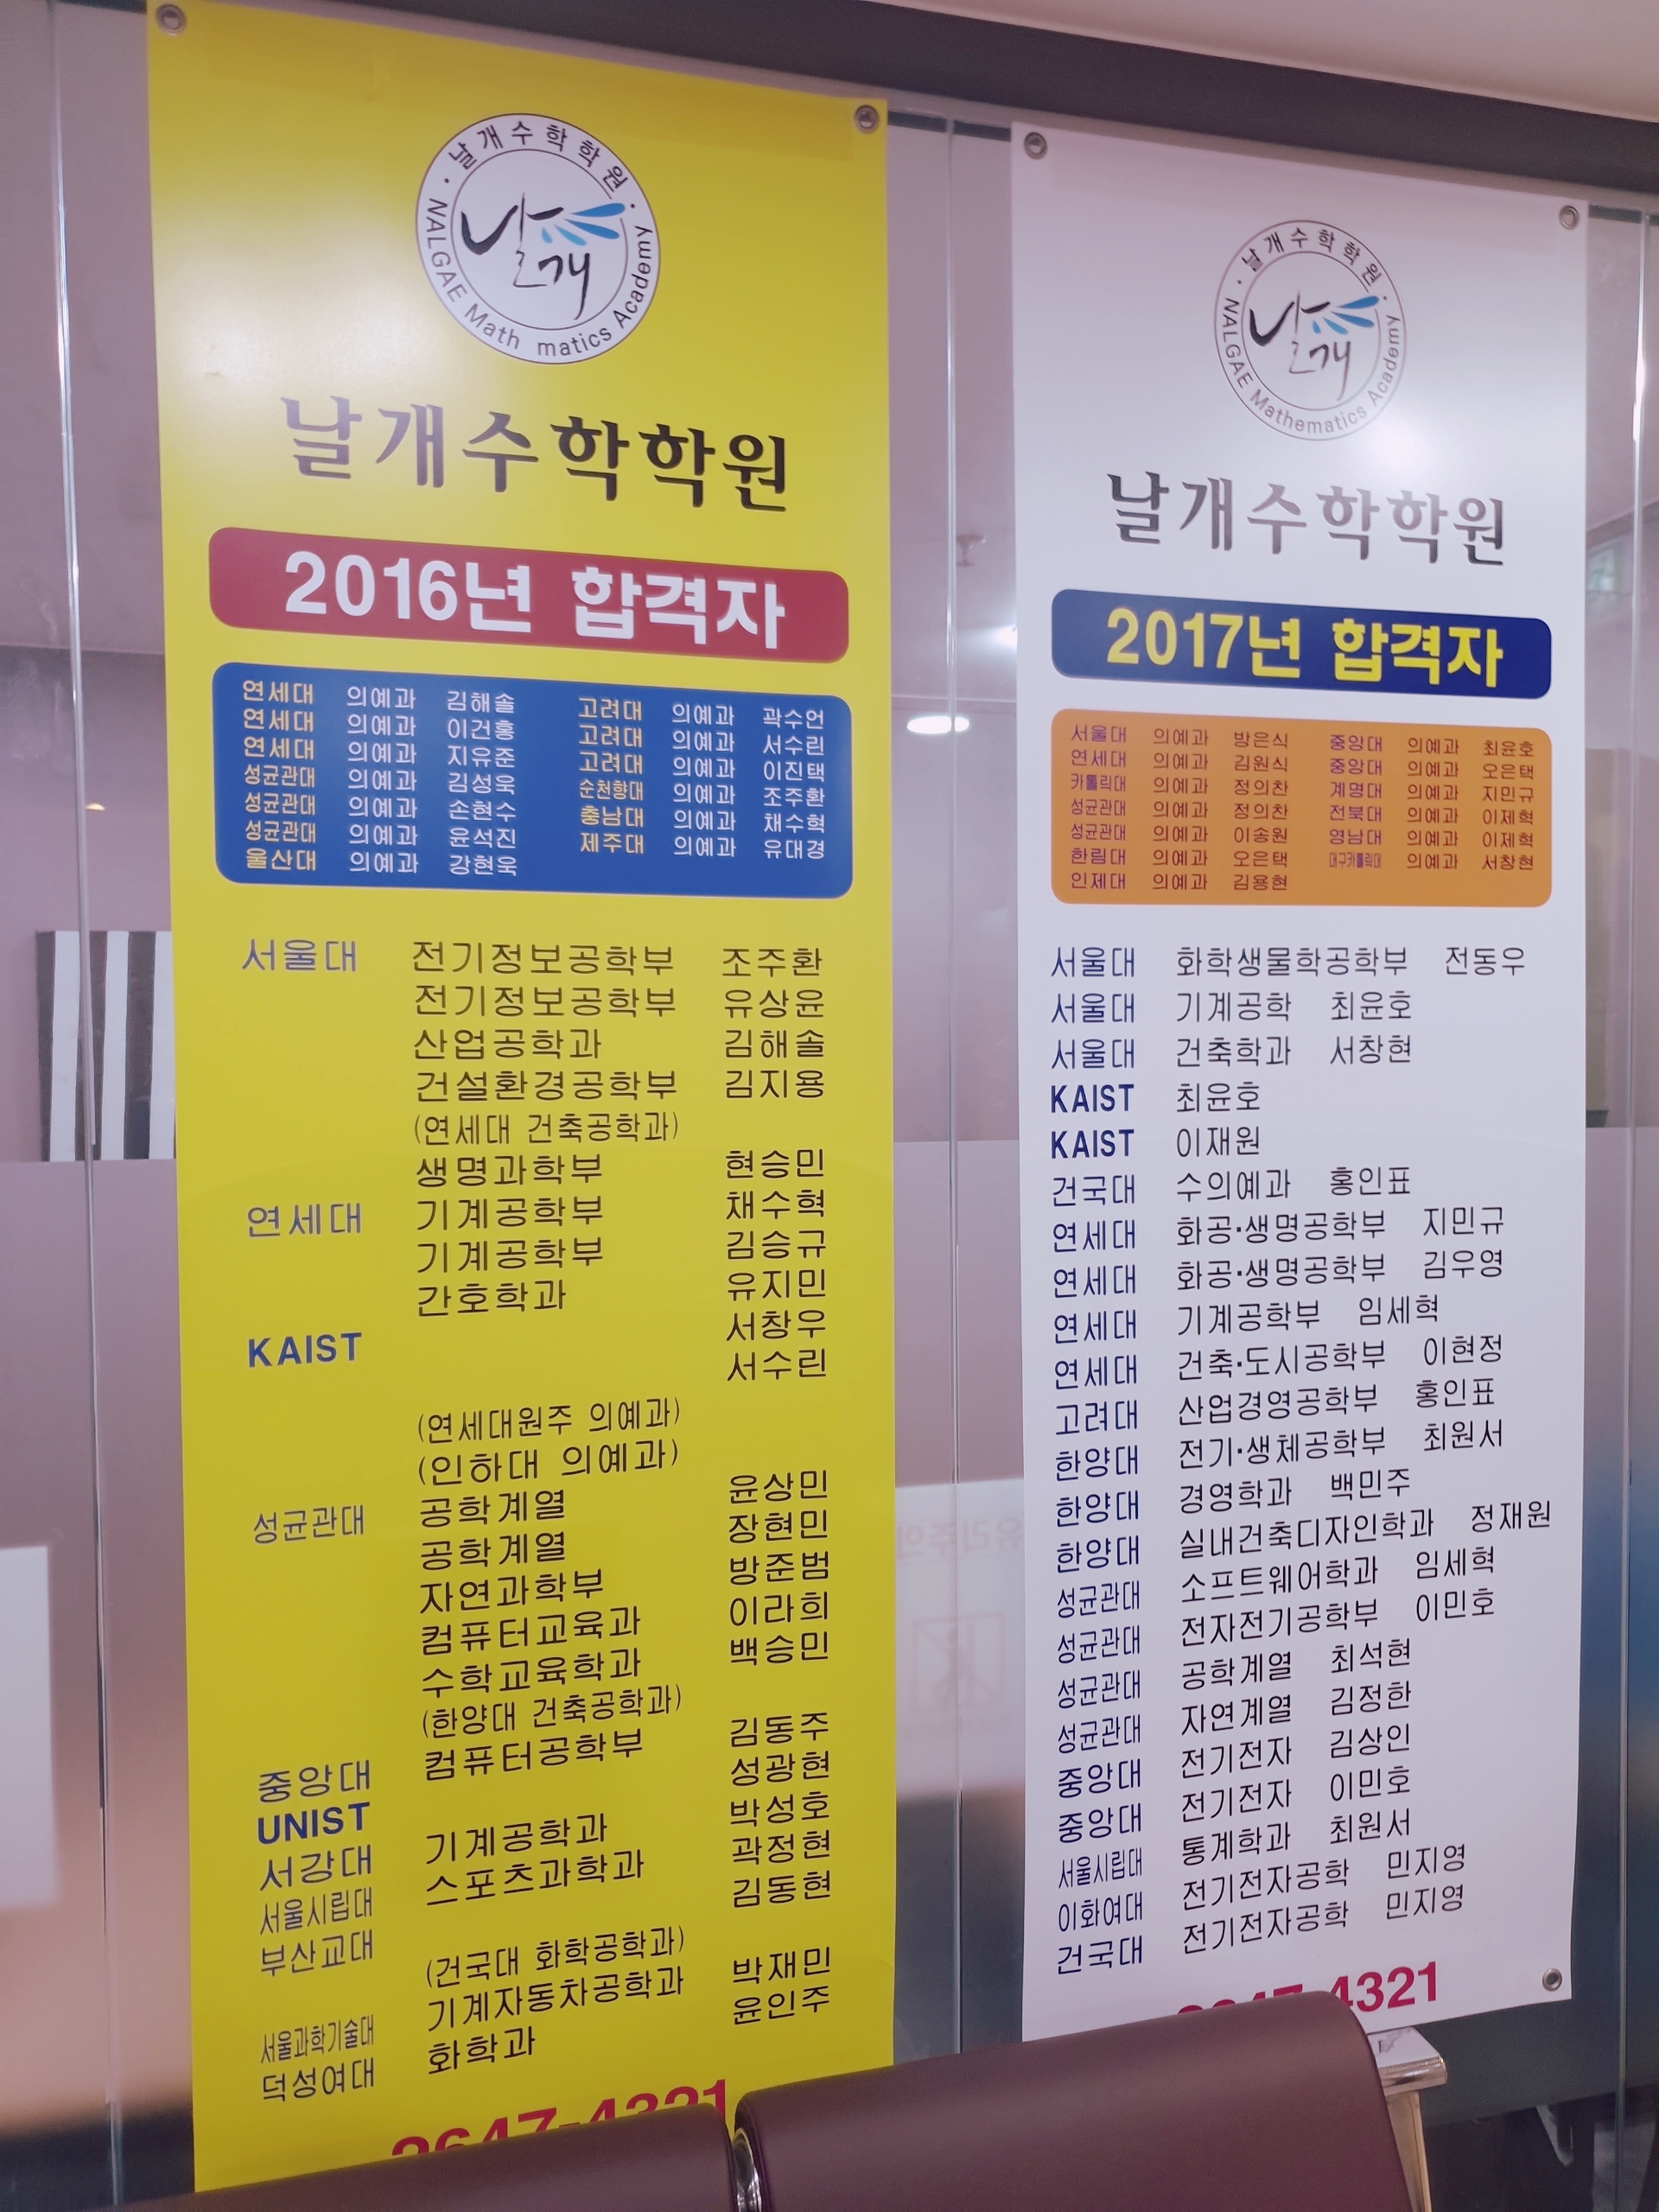 · 날개수학학원 ·
날개
NALGAE Math matics Academy
날개수학학원
2016년 합격자
연세대 의예과 김해솔 고려대 의예과 곽수언
연세대 의예과 이건홍 고려대 의예과 서수린
연세대 의예과 지유준 고려대 의예과 이진택
성균관대 의예과 김성욱 순천향대 의예과 조주환
성균관대 의예과 손현수 충남대 의예과 채수혁
성균관대 의예과 윤석진 제주대 의예과 유대경
울산대 의예과 강현욱
서울대 전기정보공학부 조주환
전기정보공학부 유상윤
산업공학과 김해솔
건설환경공학부 김지용
(연세대 건축공학과)
생명과학부 현승민
연세대 기계공학부 채수혁
기계공학부 김승규
간호학과 유지민
KAIST 서창우
서수린
(연세대원주 의예과)
(인하대 의예과)
성균관대 공학계열 윤상민
공학계열 장현민
자연과학부 방준범
컴퓨터교육과 이라희
수학교육학과 백승민
(한양대 건축공학과)
중앙대 컴퓨터공학부 김동주
UNIST 성광현
서강대 기계공학과 박성호
서울시립대 스포츠과학과 곽정현
부산교대 김동현
(건국대 화학공학과)
서울과학기술대 기계자동차공학과 박재민
덕성여대 화학과 윤인주
2647-4321
· 날개수학학원 ·
날개
NALGAE Mathematics Academy
날개수학학원
2017년 합격자
서울대 의예과 방은식 중앙대 의예과 최윤호
연세대 의예과 김원식 중앙대 의예과 오은택
카톨릭대 의예과 정의찬 계명대 의예과 지민규
성균관대 의예과 정의찬 전북대 의예과 이제혁
성균관대 의예과 이송원 영남대 의예과 이제혁
한림대 의예과 오은택 대구카톨릭대 의예과 서창현
인제대 의예과 김용현
서울대 화학생물학공학부 전동우
서울대 기계공학 최윤호
서울대 건축학과 서창현
KAIST 최윤호
KAIST 이재원
건국대 수의예과 홍인표
연세대 화공·생명공학부 지민규
연세대 화공·생명공학부 김우영
연세대 기계공학부 임세혁
연세대 건축·도시공학부 이현정
고려대 산업경영공학부 홍인표
한양대 전기·생체공학부 최원서
한양대 경영학과 백민주
한양대 실내건축디자인학과 정재원
성균관대 소프트웨어학과 임세혁
성균관대 전자전기공학부 이민호
성균관대 공학계열 최석현
성균관대 자연계열 김정한
중앙대 전기전자 김상인
중앙대 전기전자 이민호
서울시립대 통계학과 최원서
이화여대 전기전자공학 민지영
건국대 전기전자공학 민지영
2647-4321